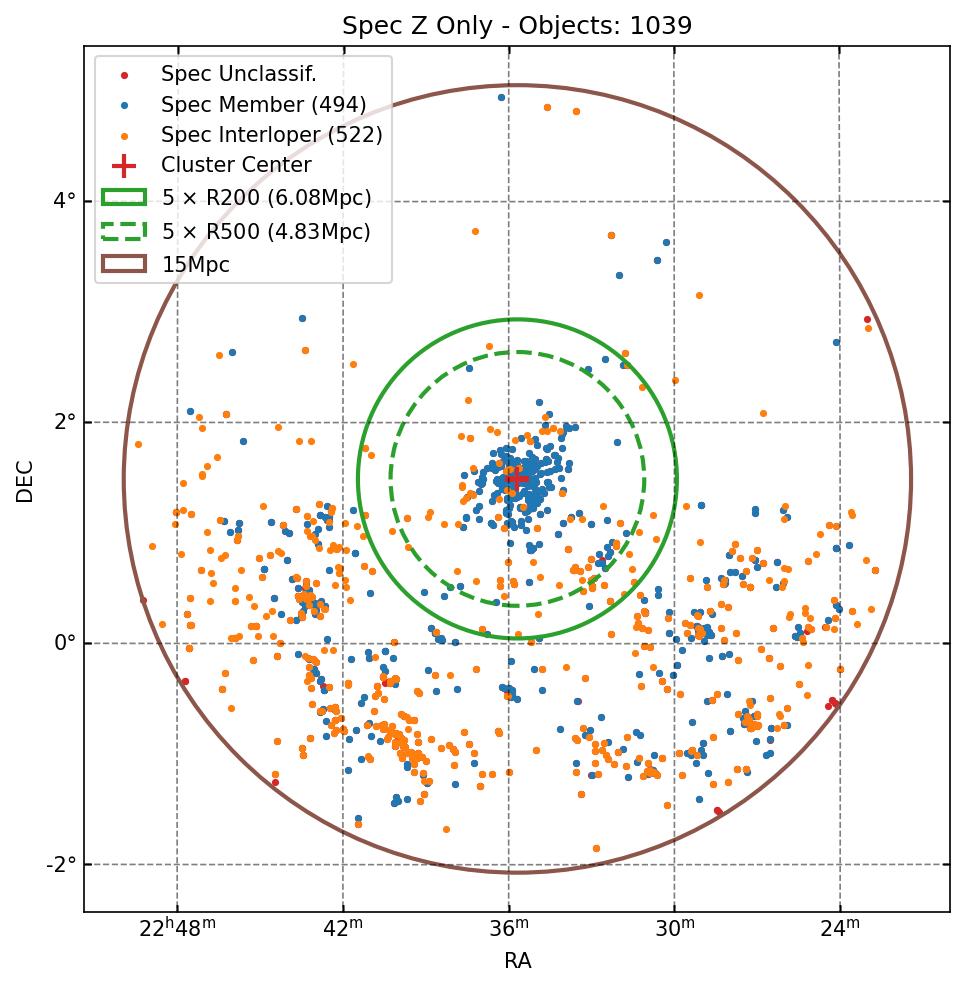 Spec Z Only - Objects: 1039
Spec Unclassif.
Spec Member (494)
Spec Interloper (522)
Cluster Center
5 × R200 (6.08Mpc)
5 × R500 (4.83Mpc)
15Mpc
4°
2°
0°
-2°
DEC
22ʰ48ᵐ
42ᵐ
36ᵐ
30ᵐ
24ᵐ
RA